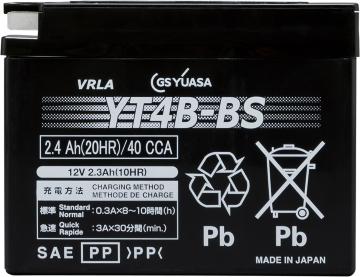 VRLA GS YUASA
YT4B-BS
2.4 Ah(20HR)/40 CCA
12V 2.3Ah(10HR)
充電方法 CHARGING METHOD
METHODE DE CHARGE
標準 Standard Normal :0.3A×8~10時間(h)
急速 Quick Rapide :3A×30分間(min.)
Pb Pb
SAE PP >PP< MADE IN JAPAN